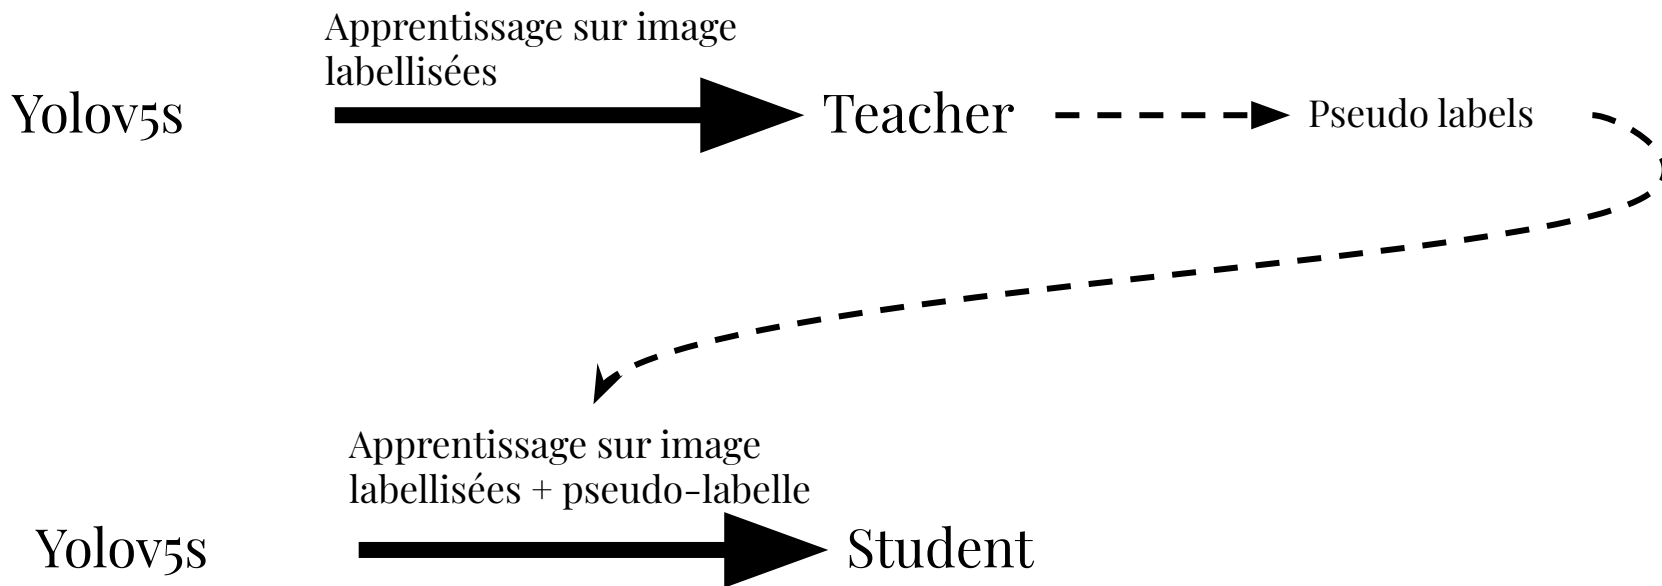 Apprentissage sur image
labellisées
Yolov5s
Teacher
Pseudo labels
Apprentissage sur image
labellisées + pseudo-labelle
Yolov5s
Student